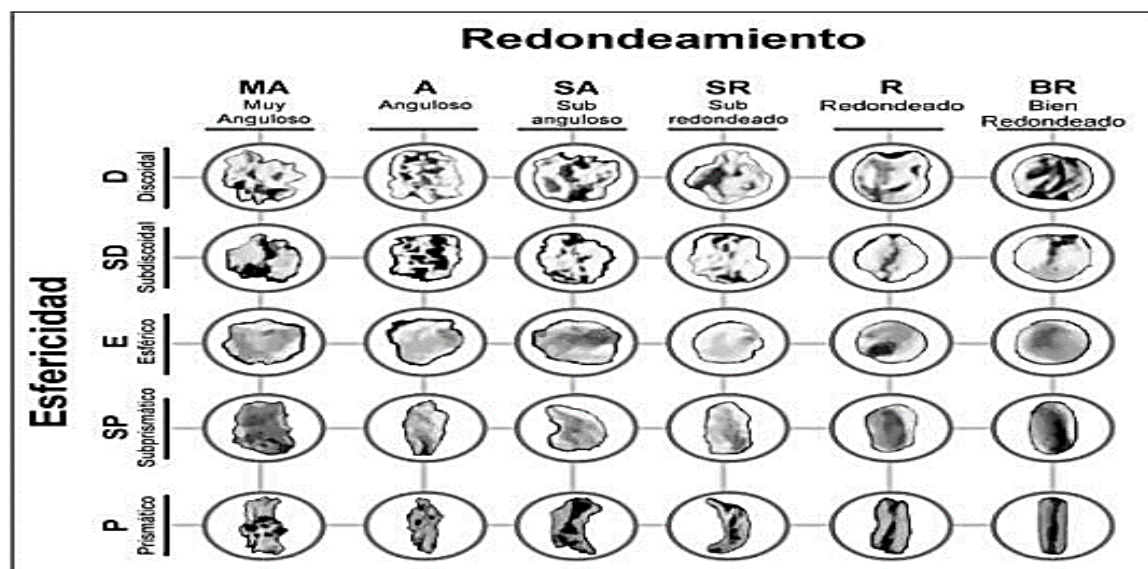 Redondeamiento
MA
Muy
Anguloso
A
Anguloso
SA
Sub
anguloso
SR
Sub
redondeado
R
Redondeado
BR
Bien
Redondeado
Esfericidad
D
Discoidal
SD
Subdiscoidal
E
Esférico
SP
Subprismático
P
Prismático